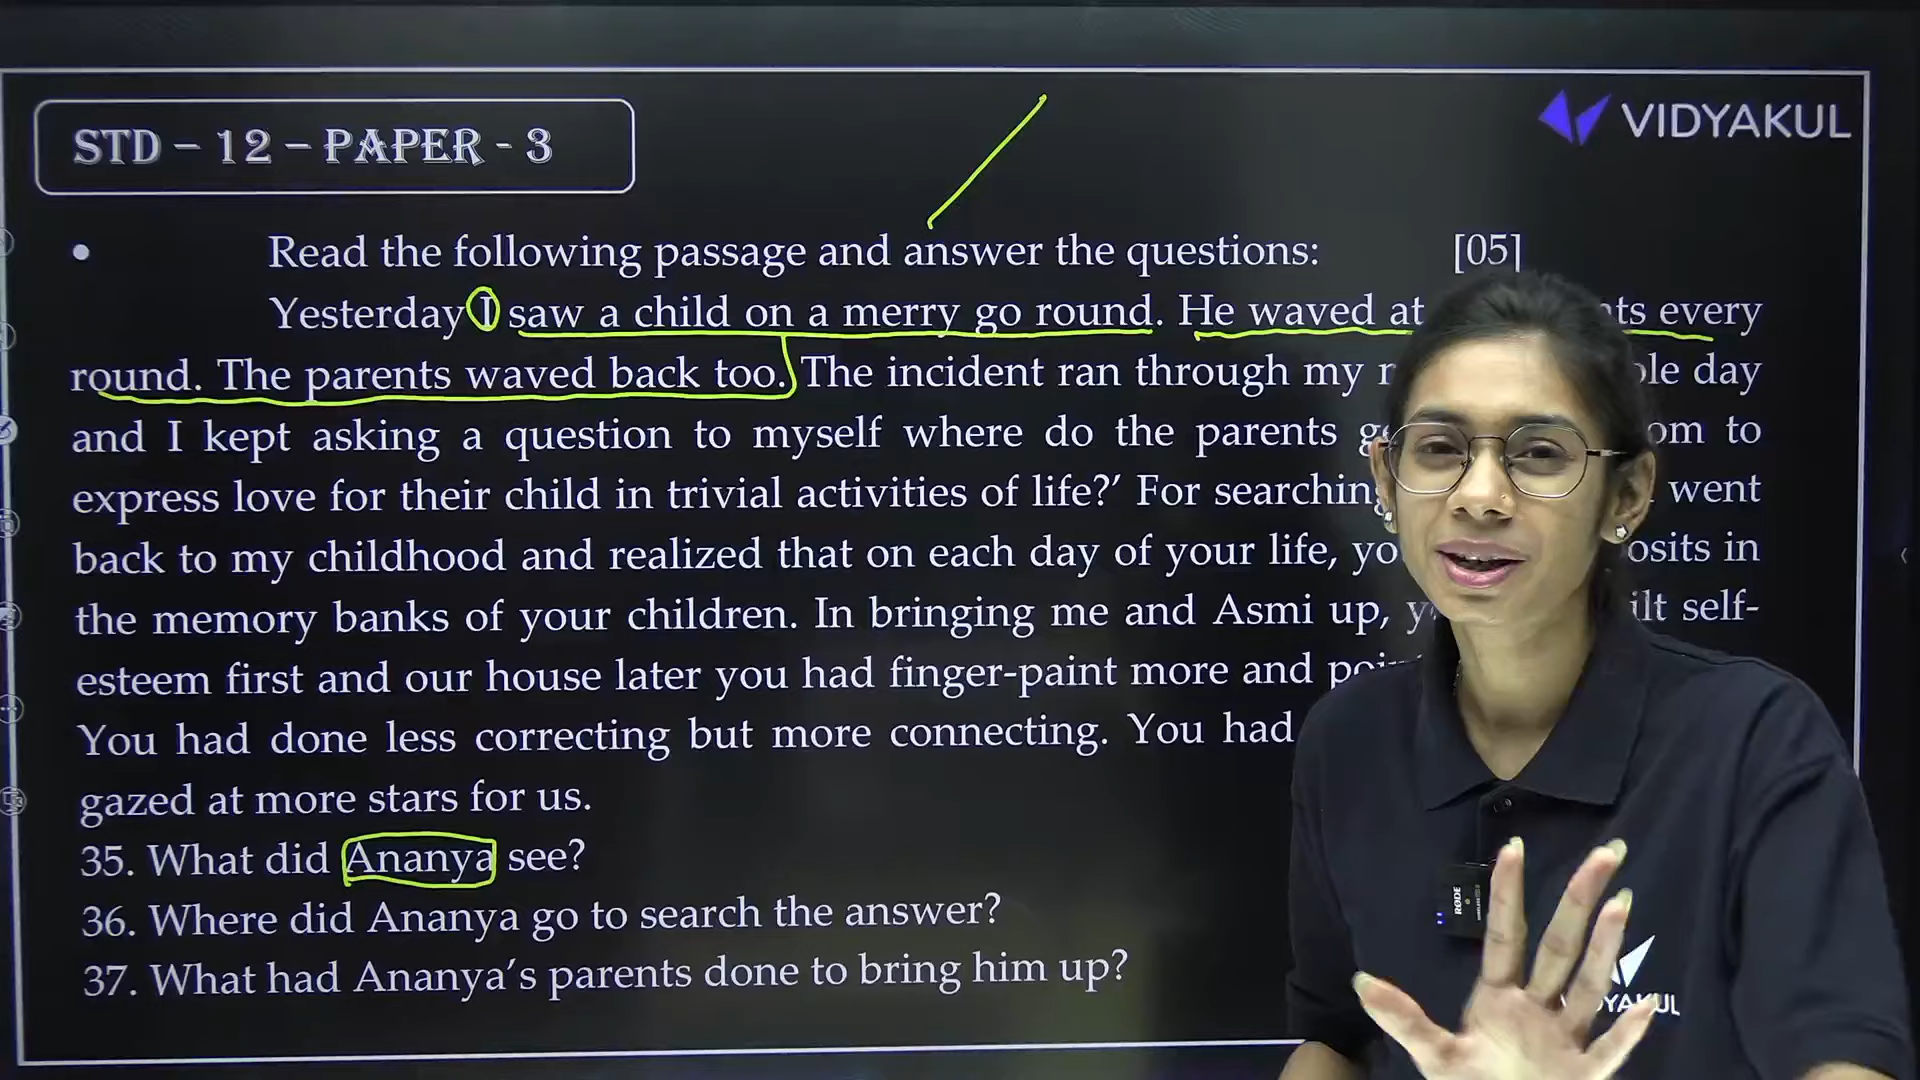 STD – 12 – PAPER - 3
VIDYAKUL
• Read the following passage and answer the questions: [05]
Yesterday I saw a child on a merry go round. He waved at every
round. The parents waved back too. The incident ran through my day
and I kept asking a question to myself where do the parents to
express love for their child in trivial activities of life?' For searching went
back to my childhood and realized that on each day of your life, in
the memory banks of your children. In bringing me and Asmi up, self-
esteem first and our house later you had finger-paint more and
You had done less correcting but more connecting. You had
gazed at more stars for us.
35. What did Ananya see?
36. Where did Ananya go to search the answer?
37. What had Ananya's parents done to bring him up?
RØDE